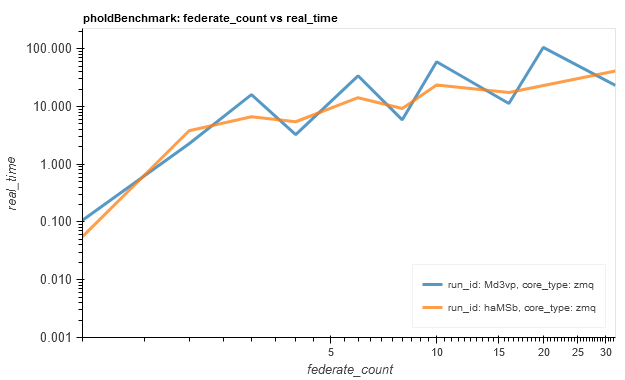 pholdBenchmark: federate_count vs real_time
100.000
10.000
1.000
0.100
0.010
0.001
real_time
5
10
15
20
25
30
federate_count
run_id: Md3vp, core_type: zmq
run_id: haMSb, core_type: zmq